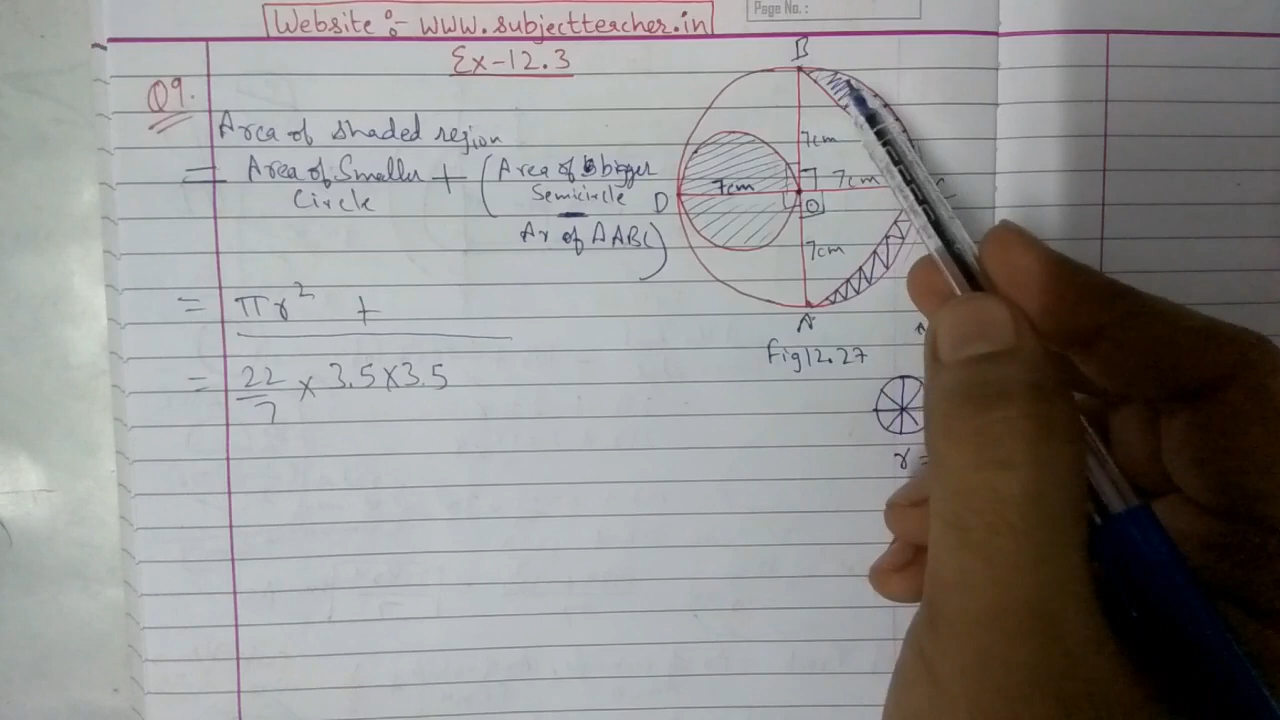 Website :- www.subjectteacher.in
Page No. :
Ex-12.3
Q9.
Area of shaded region
= Area of Smaller Circle + (Area of bigger Semicircle - Ar of ΔABC)
= πr² +
= 22/7 × 3.5×3.5
B
7cm
7cm
7cm
D
O
7cm
A
Fig 12.27
r =